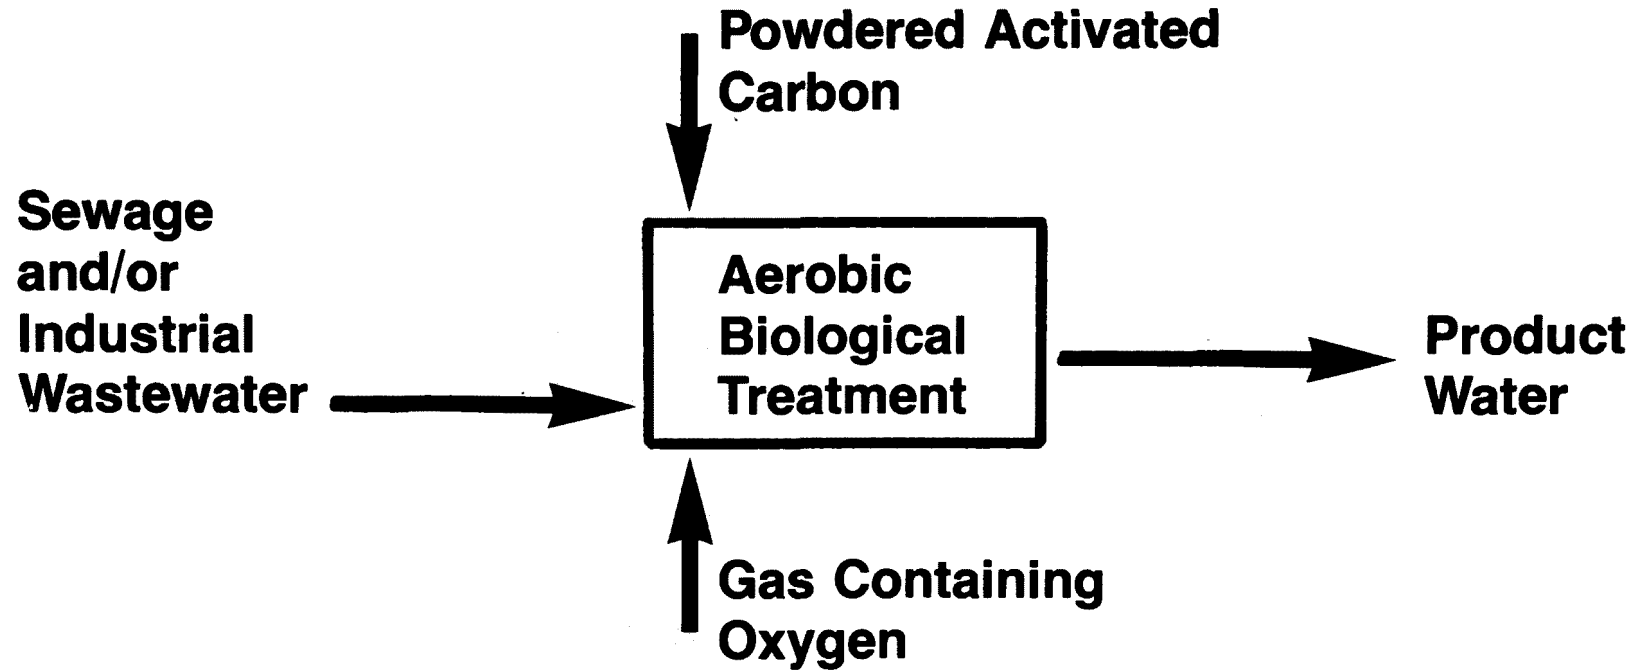 Powdered Activated
Carbon
Sewage
and/or
Industrial
Wastewater
Aerobic
Biological
Treatment
Product
Water
Gas Containing
Oxygen